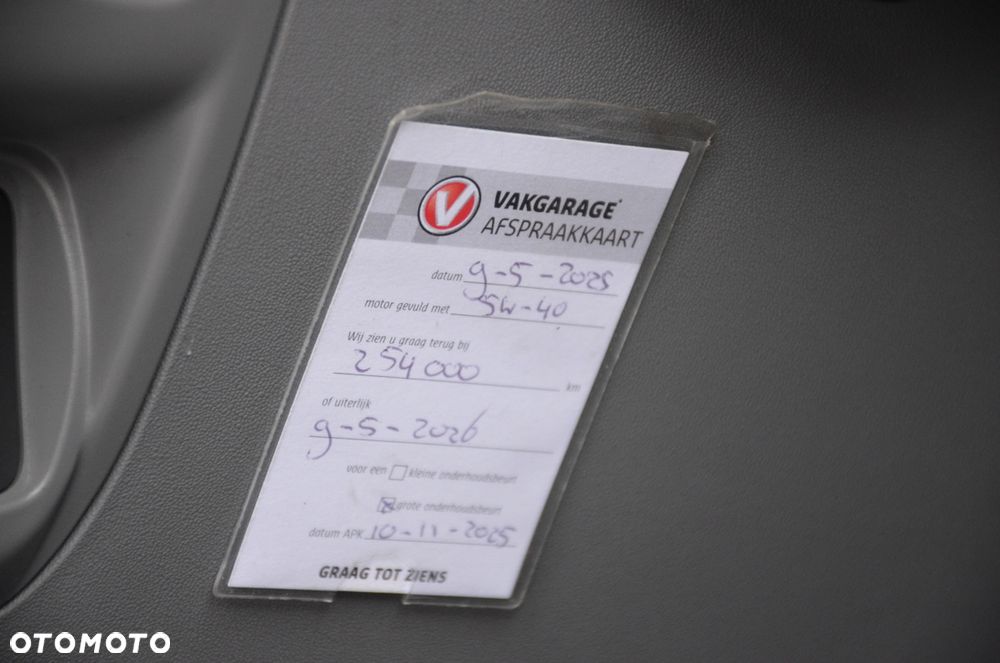 V VAKGARAGE
AFSPRAAKKAART
datum 9-5-2025
motor gevuld met 5W-40
Wij zien u graag terug bij
254000 km
of uiterlijk
9-5-2026
voor een kleine onderhoudsbeurt
grote onderhoudsbeurt
datum APK 10-11-2025
GRAAG TOT ZIENS
OTOMOTO